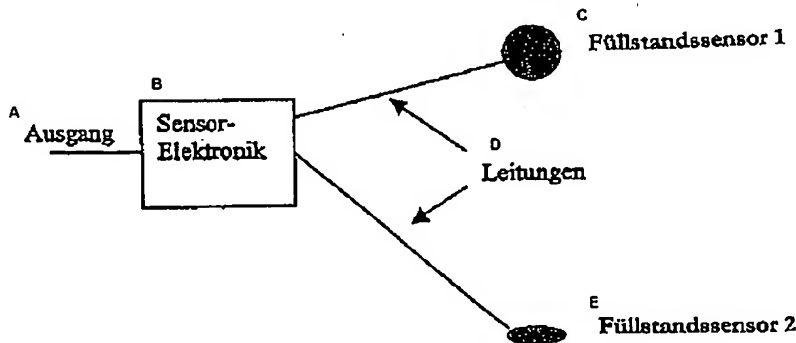 C
Füllstandssensor 1
B
A
Ausgang
Sensor-
Elektronik
D
Leitungen
E
Füllstandssensor 2